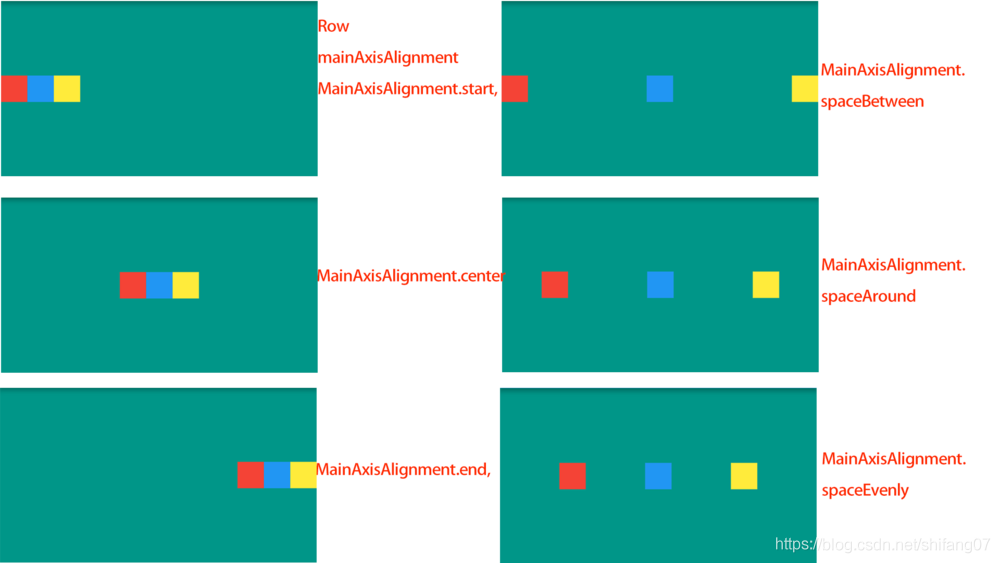 Row
mainAxisAlignment
MainAxisAlignment.start,
MainAxisAlignment.
spaceBetween
MainAxisAlignment.center
MainAxisAlignment.
spaceAround
MainAxisAlignment.end,
MainAxisAlignment.
spaceEvenly
https://blog.csdn.net/shifang07